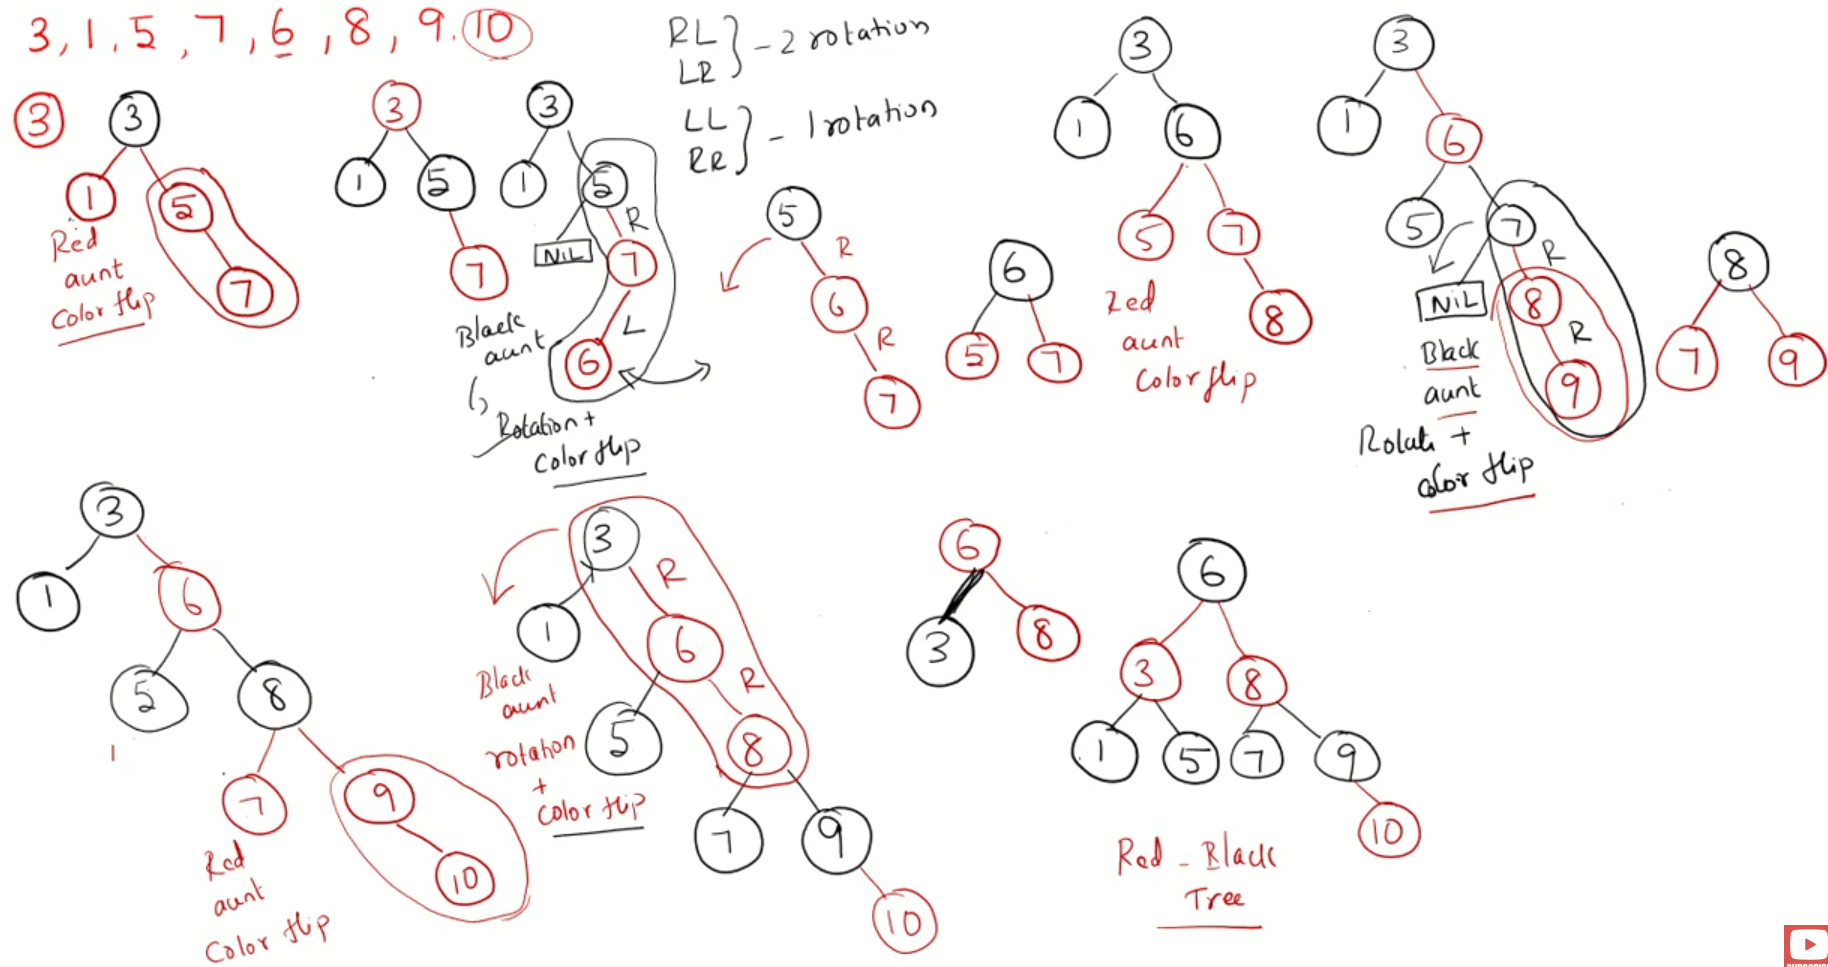 3, 1, 5, 7, 6, 8, 9, 10
RL
LR
- 2 rotation
LL
RR
- 1 rotation
3
3
1
5
7
Red
aunt
Color flip
3
1
5
7
3
1
5
R
NIL
7
L
6
Black
aunt
Rotation +
Color flip
5
R
6
R
7
6
5
7
3
1
6
5
7
8
Red
aunt
Color flip
3
1
6
5
7
R
NIL
8
R
9
Black
aunt
Rotate +
color flip
8
7
9
3
1
6
5
8
7
9
10
Red
aunt
Color flip
3
R
1
6
R
5
8
7
9
10
Black
aunt
rotation
+
Color flip
6
3
8
6
3
8
1
5
7
9
10
Red - Black
Tree